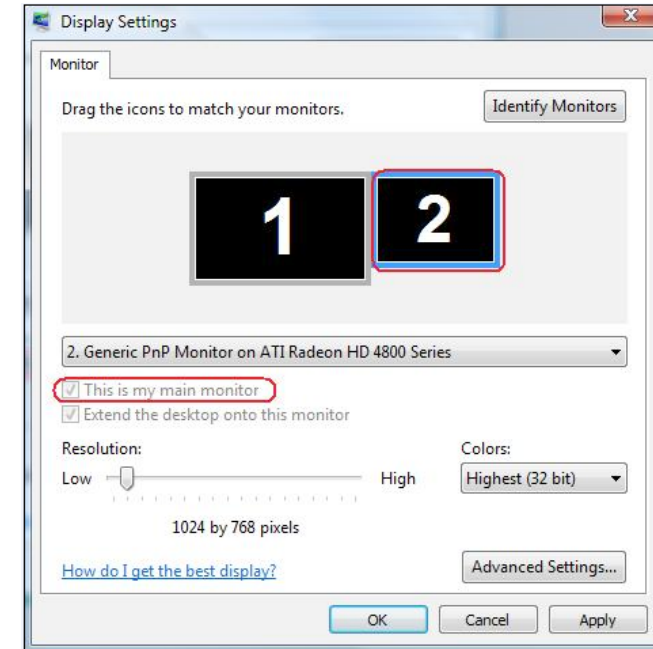 Display Settings
Monitor
Drag the icons to match your monitors. Identify Monitors
1 2
2. Generic PnP Monitor on ATI Radeon HD 4800 Series
This is my main monitor
Extend the desktop onto this monitor
Resolution: Colors:
Low High Highest (32 bit)
1024 by 768 pixels
How do I get the best display? Advanced Settings...
OK Cancel Apply